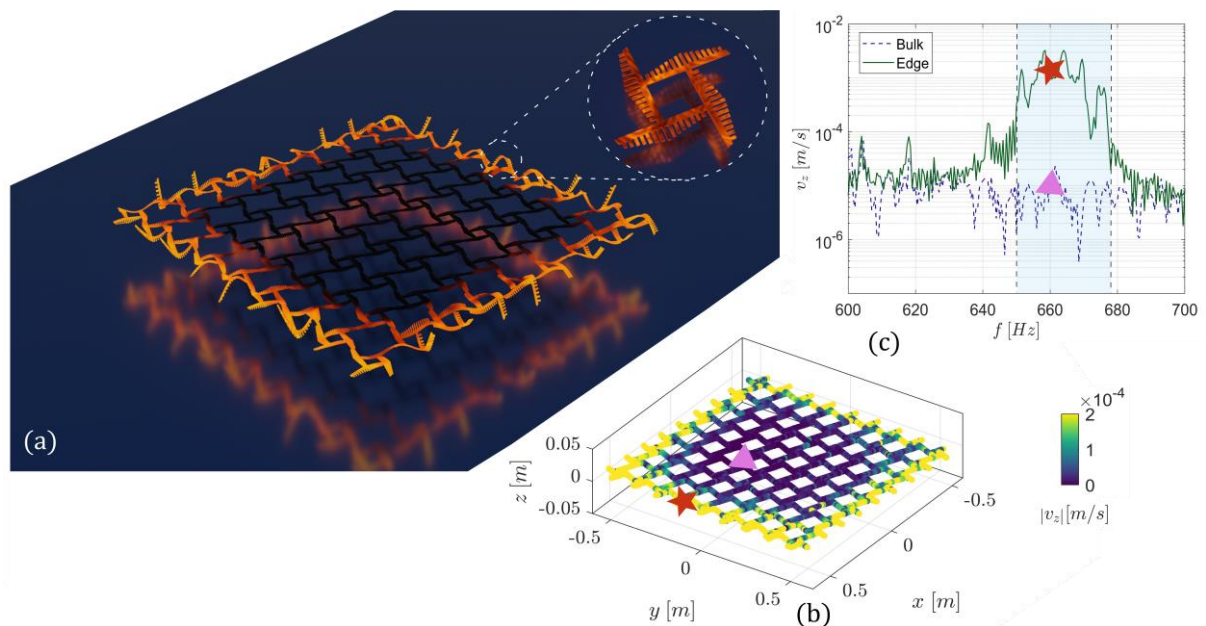 (a)
10⁻²
10⁻⁴
10⁻⁶
v_z [m/s]
Bulk
Edge
600 620 640 660 680 700
f [Hz]
(c)
0.05
0
-0.05
z [m]
-0.5
0
0.5
y [m]
(b)
0.5
0
-0.5
x [m]
×10⁻⁴
2
0
|v_z| [m/s]